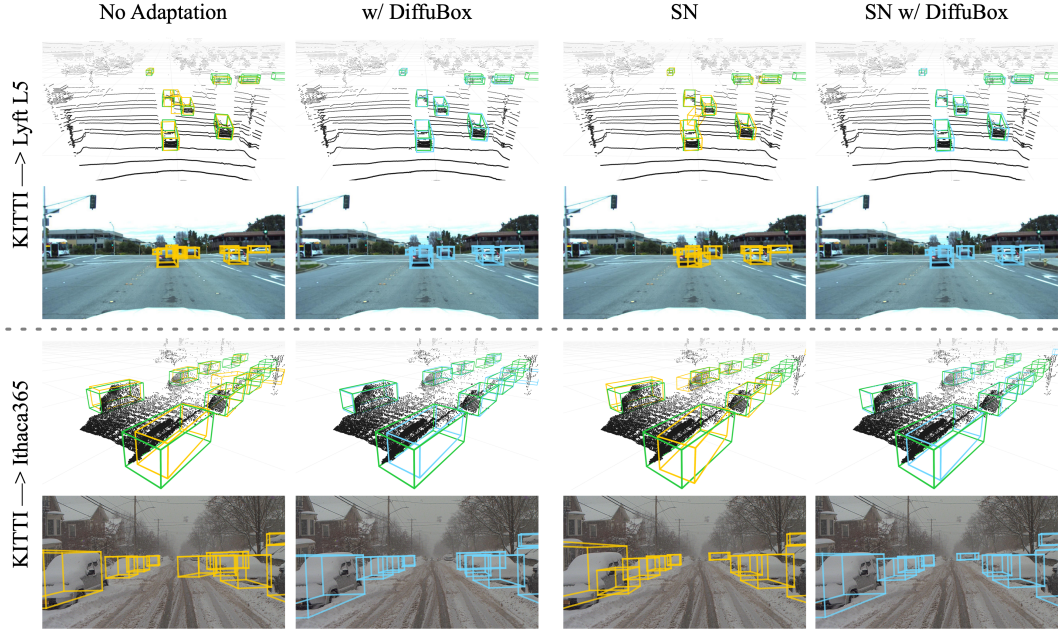 No Adaptation w/ DiffuBox SN SN w/ DiffuBox
KITTI —> Lyft L5
KITTI —> Ithaca365